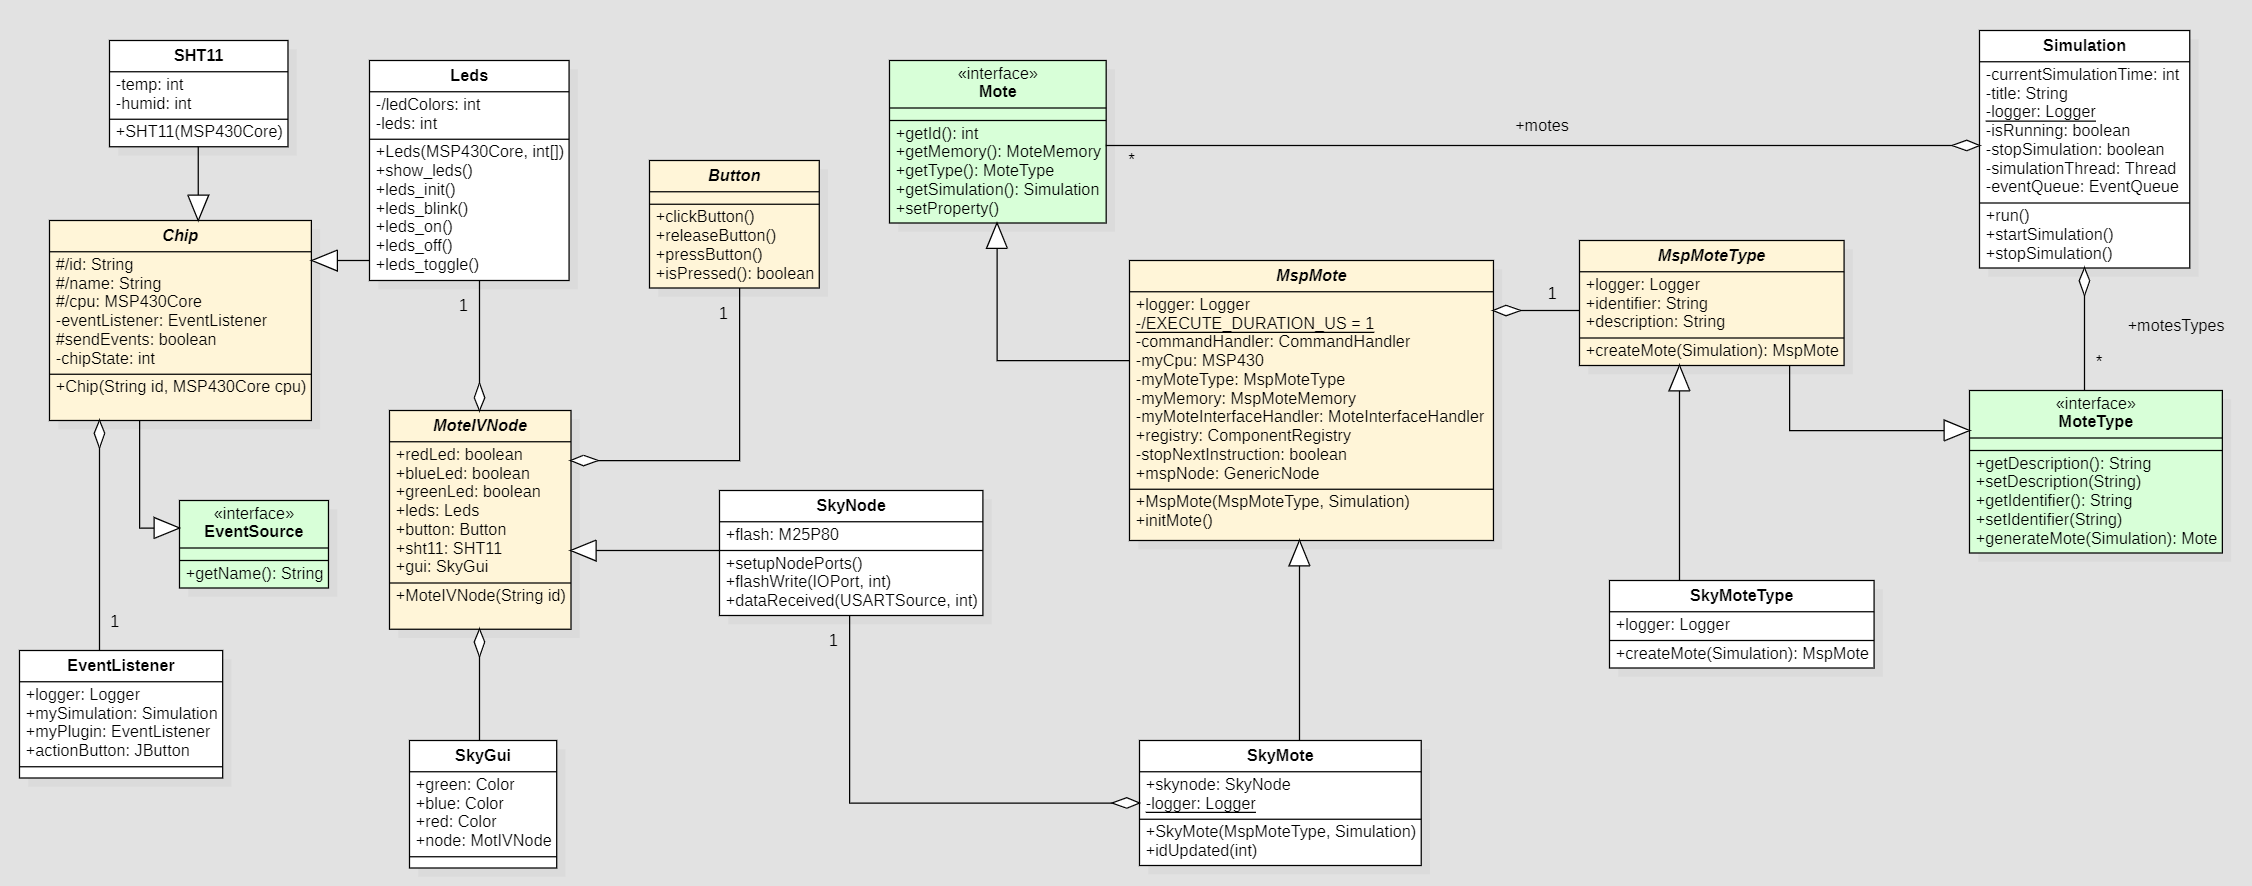 SHT11
-temp: int
-humid: int
+SHT11(MSP430Core)
Leds
-/ledColors: int
-leds: int
+Leds(MSP430Core, int[])
+show_leds()
+leds_init()
+leds_blink()
+leds_on()
+leds_off()
+leds_toggle()
1
Button
+clickButton()
+releaseButton()
+pressButton()
+isPressed(): boolean
1
«interface»
Mote
+getId(): int
+getMemory(): MoteMemory
+getType(): MoteType
+getSimulation(): Simulation
+setProperty()
+motes
*
Simulation
-currentSimulationTime: int
-title: String
-logger: Logger
-isRunning: boolean
-stopSimulation: boolean
-simulationThread: Thread
-eventQueue: EventQueue
+run()
+startSimulation()
+stopSimulation()
+motesTypes
*
Chip
#/id: String
#/name: String
#/cpu: MSP430Core
-eventListener: EventListener
#sendEvents: boolean
-chipState: int
+Chip(String id, MSP430Core cpu)
MspMote
+logger: Logger
-/EXECUTE_DURATION_US = 1
-commandHandler: CommandHandler
-myCpu: MSP430
-myMoteType: MspMoteType
-myMemory: MspMoteMemory
-myMoteInterfaceHandler: MoteInterfaceHandler
+registry: ComponentRegistry
-stopNextInstruction: boolean
+mspNode: GenericNode
+MspMote(MspMoteType, Simulation)
+initMote()
1
MspMoteType
+logger: Logger
+identifier: String
+description: String
+createMote(Simulation): MspMote
«interface»
MoteType
+getDescription(): String
+setDescription(String)
+getIdentifier(): String
+setIdentifier(String)
+generateMote(Simulation): Mote
MoteIVNode
+redLed: boolean
+blueLed: boolean
+greenLed: boolean
+leds: Leds
+button: Button
+sht11: SHT11
+gui: SkyGui
+MoteIVNode(String id)
«interface»
EventSource
+getName(): String
SkyNode
+flash: M25P80
+setupNodePorts()
+flashWrite(IOPort, int)
+dataReceived(USARTSource, int)
1
1
EventListener
+logger: Logger
+mySimulation: Simulation
+myPlugin: EventListener
+actionButton: JButton
SkyMoteType
+logger: Logger
+createMote(Simulation): MspMote
SkyGui
+green: Color
+blue: Color
+red: Color
+node: MotIVNode
SkyMote
+skynode: SkyNode
-logger: Logger
+SkyMote(MspMoteType, Simulation)
+idUpdated(int)